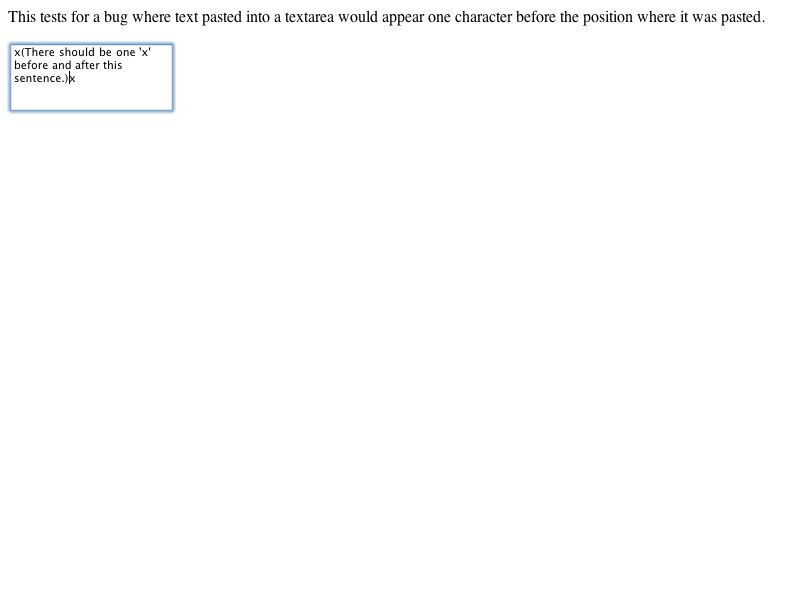 This tests for a bug where text pasted into a textarea would appear one character before the position where it was pasted.
x(There should be one 'x'
before and after this
sentence.)x